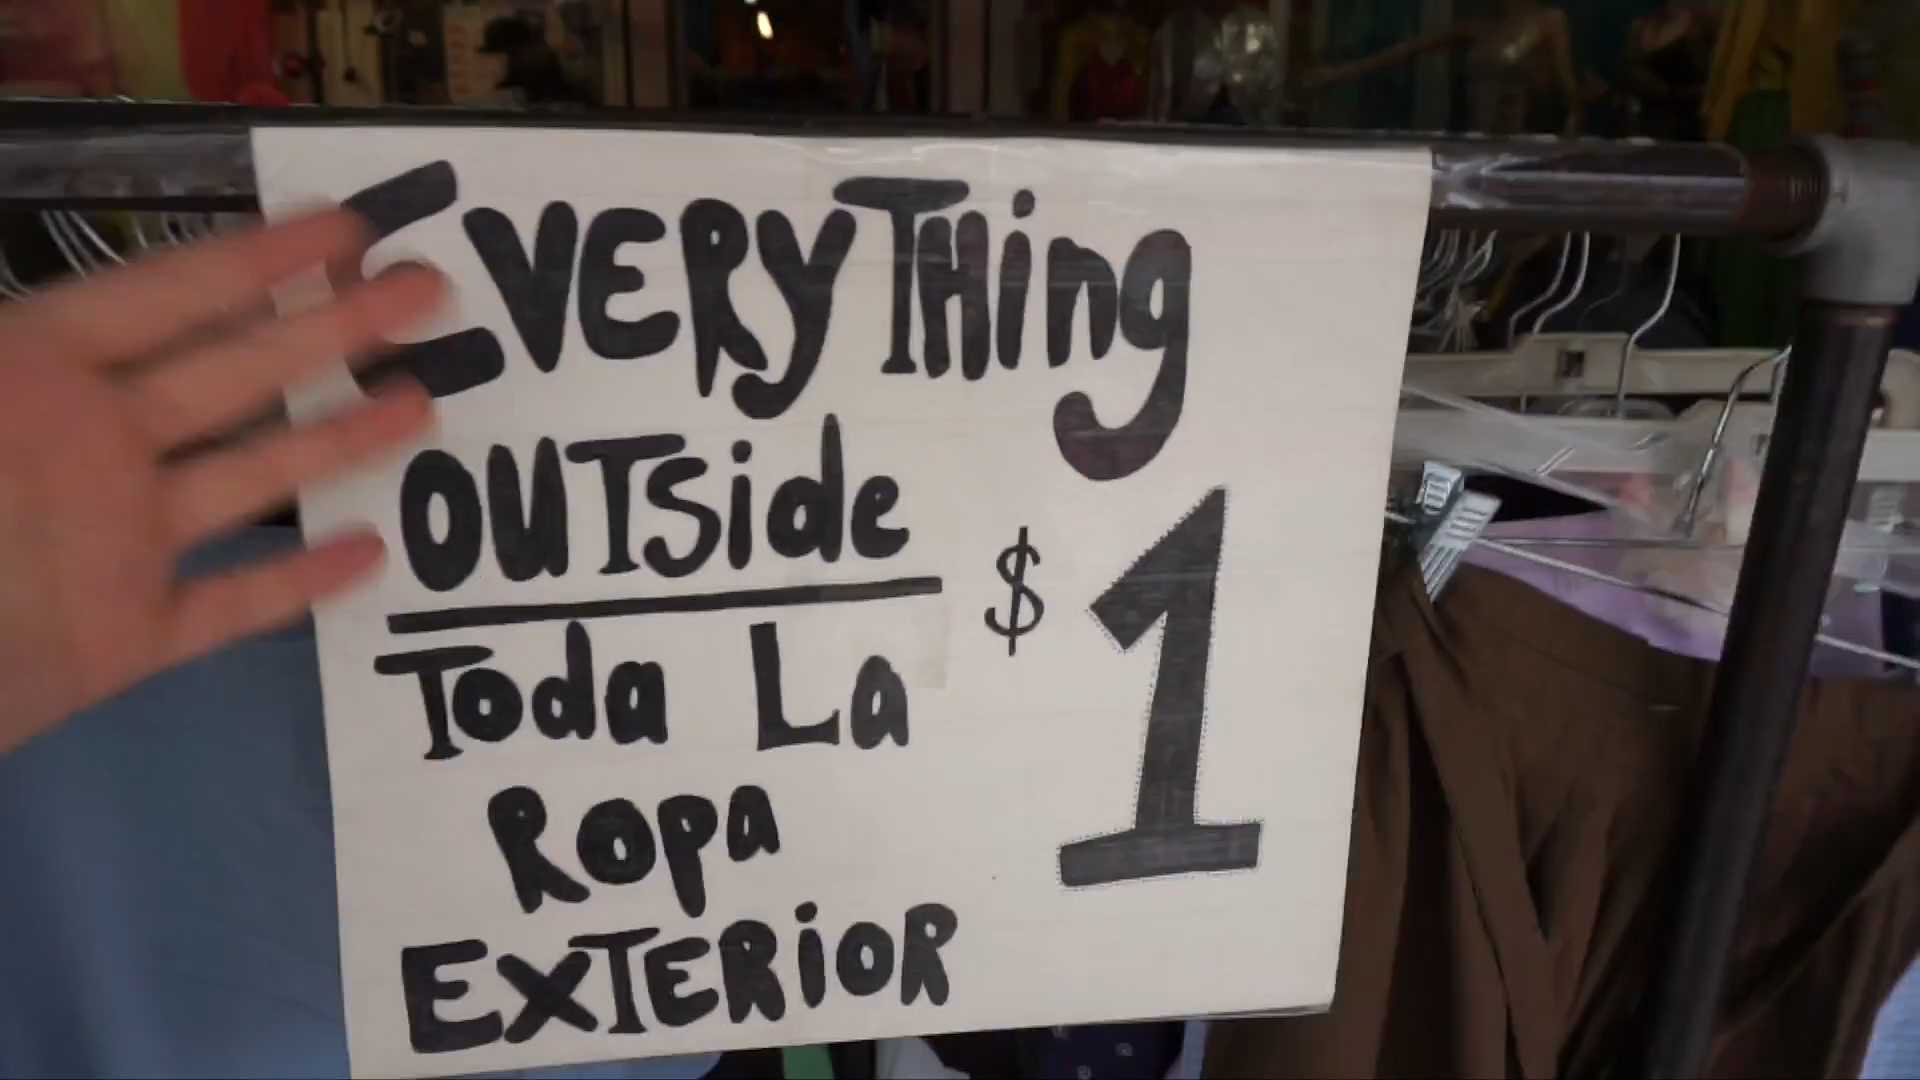 EVERyTHing
OUTSide
$1
Toda La
Ropa
EXTERiOR